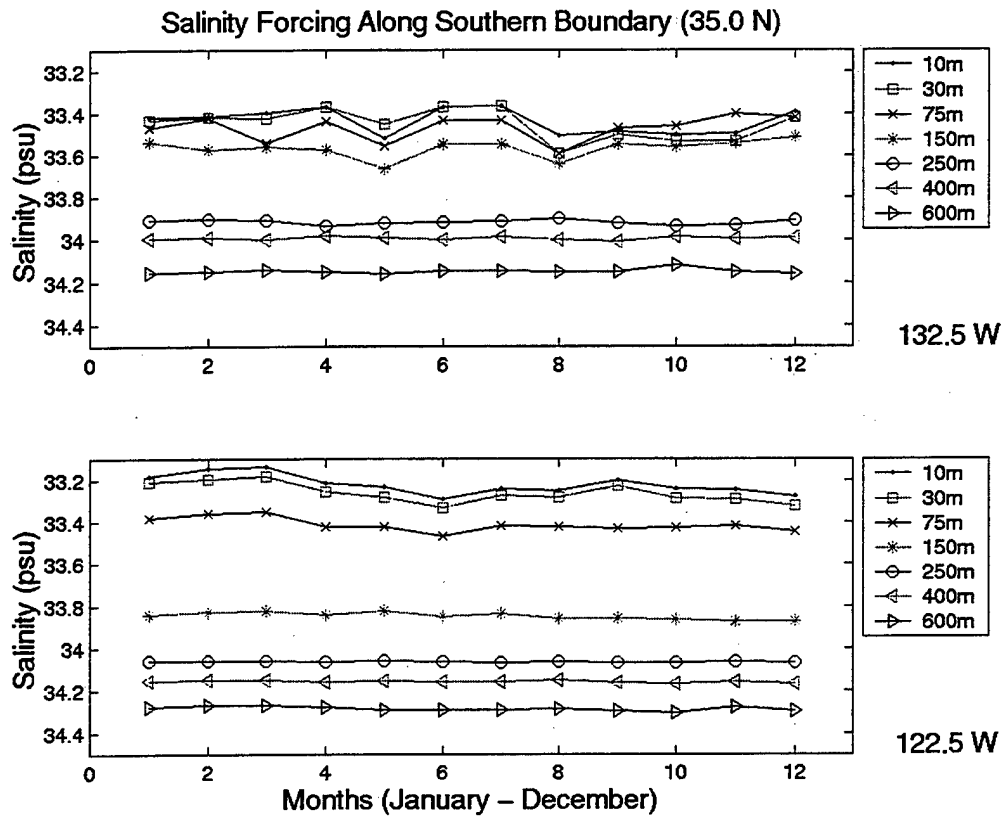 Salinity Forcing Along Southern Boundary (35.0 N)
33.2
33.4
33.6
33.8
34
34.2
34.4
Salinity (psu)
0 2 4 6 8 10 12
10m
30m
75m
150m
250m
400m
600m
132.5 W
33.2
33.4
33.6
33.8
34
34.2
34.4
Salinity (psu)
0 2 4 6 8 10 12
Months (January – December)
10m
30m
75m
150m
250m
400m
600m
122.5 W